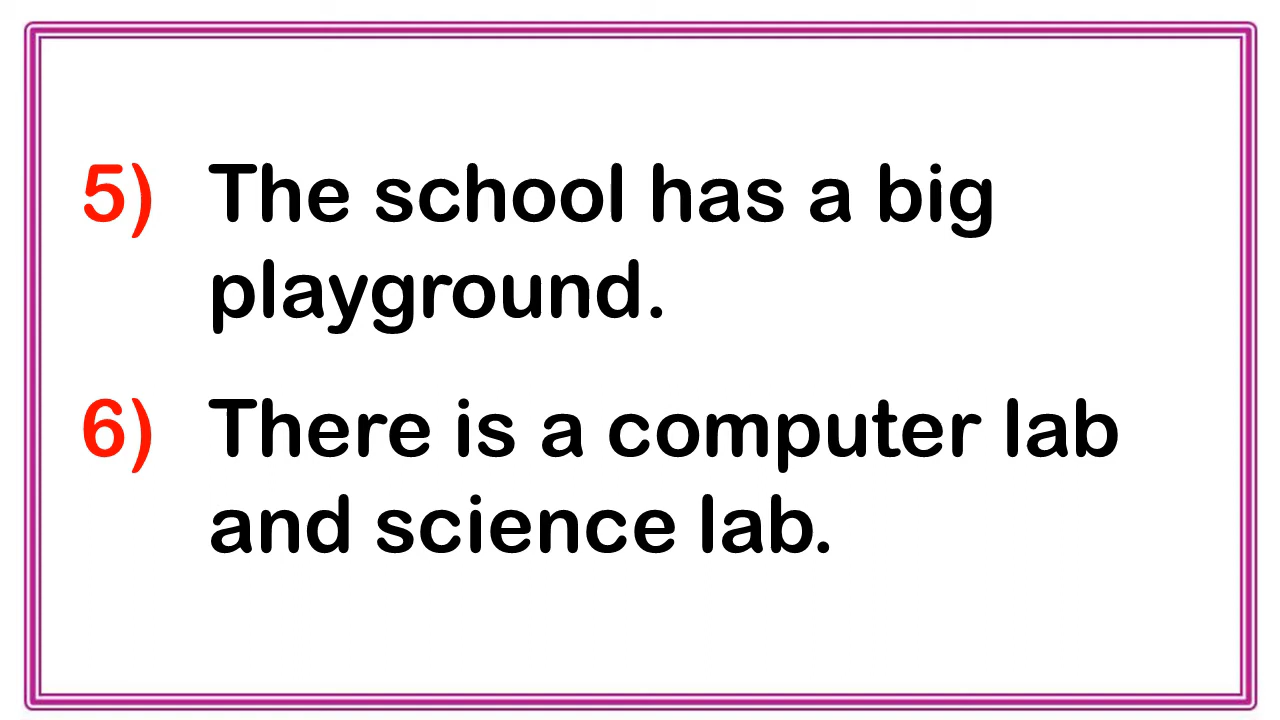 5) The school has a big
playground.
6) There is a computer lab
and science lab.